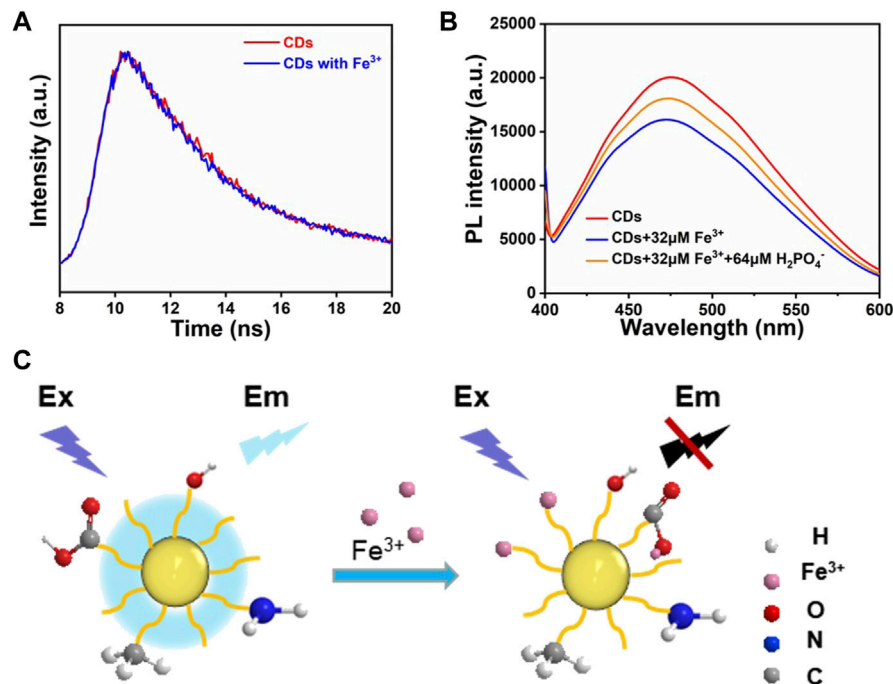 A
CDs
CDs with Fe³⁺
Intensity (a.u.)
8 10 12 14 16 18 20
Time (ns)
B
25000
20000
15000
10000
5000
0
PL intensity (a.u.)
CDs
CDs+32μM Fe³⁺
CDs+32μM Fe³⁺+64μM H₂PO₄⁻
400 450 500 550 600
Wavelength (nm)
C
Ex Em Ex Em
Fe³⁺
H
Fe³⁺
O
N
C